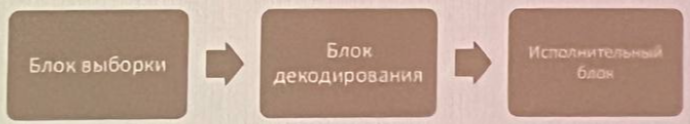 Блок выборки
Блок
декодирования
Исполнительный
блок